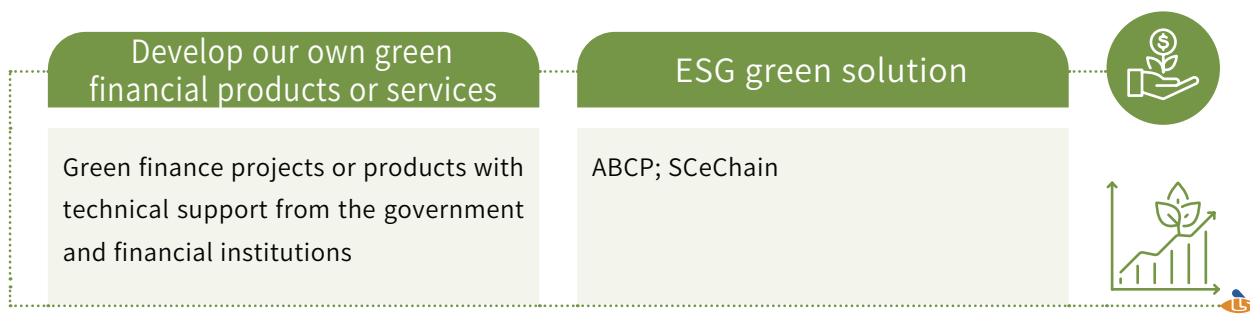 Develop our own green
financial products or services
ESG green solution
$
Green finance projects or products with
technical support from the government
and financial institutions
ABCP; SCeChain